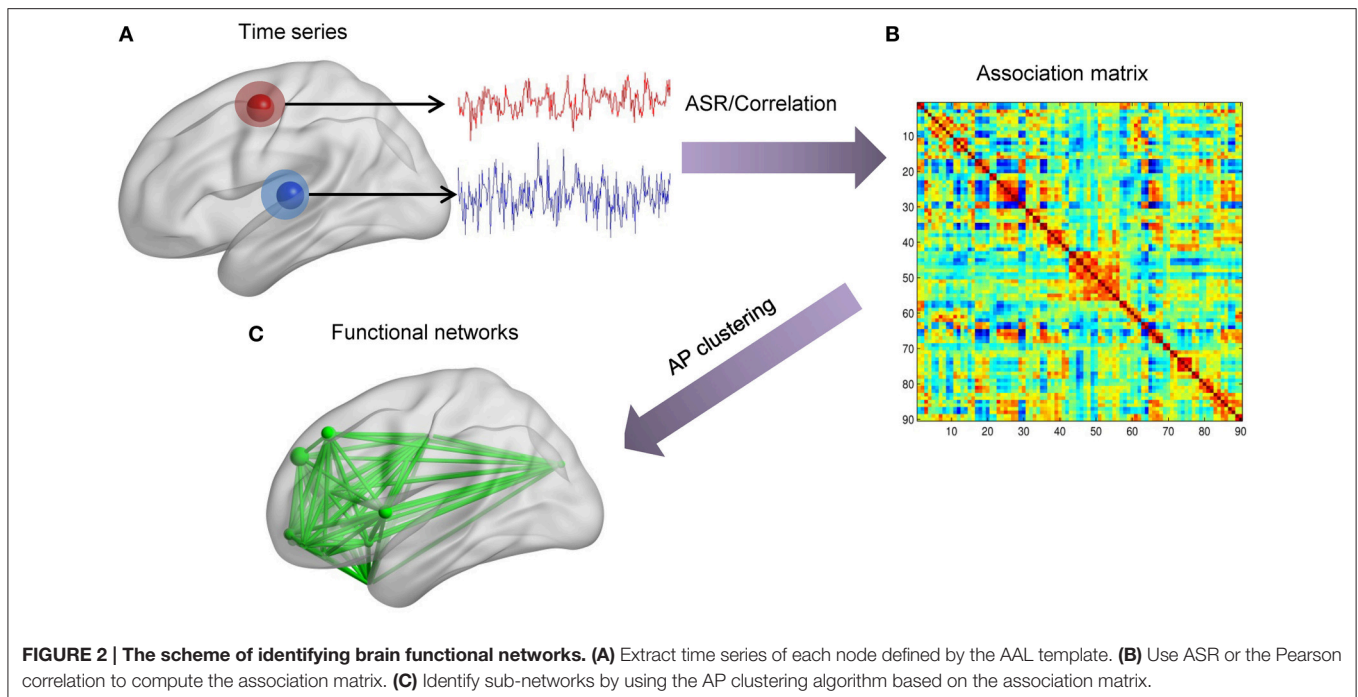 A
Time series
ASR/Correlation
B
Association matrix
10
20
30
40
50
60
70
80
90
10 20 30 40 50 60 70 80 90
AP clustering
C
Functional networks
FIGURE 2 | The scheme of identifying brain functional networks. (A) Extract time series of each node defined by the AAL template. (B) Use ASR or the Pearson
correlation to compute the association matrix. (C) Identify sub-networks by using the AP clustering algorithm based on the association matrix.